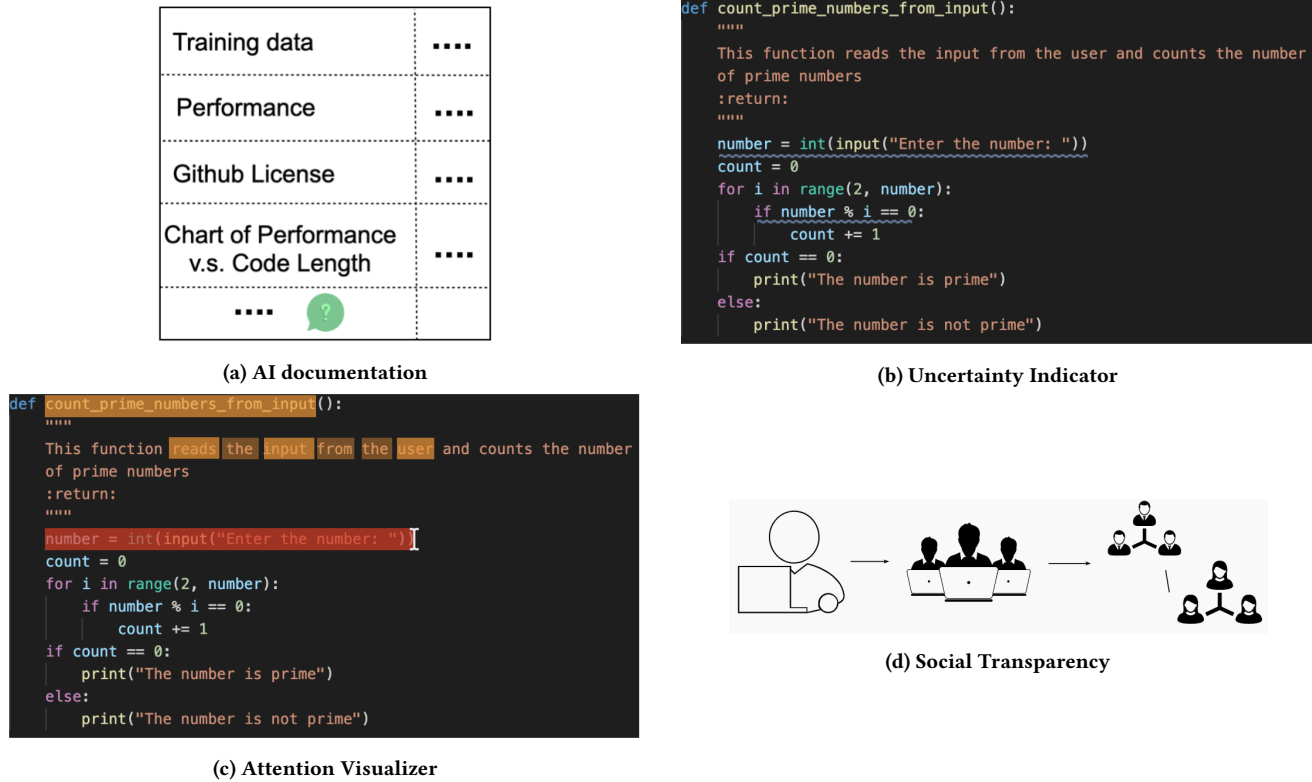 Training data ....
Performance ....
Github License ....
Chart of Performance
v.s. Code Length ....
.... ?
(a) AI documentation
def count_prime_numbers_from_input():
"""
This function reads the input from the user and counts the number
of prime numbers
:return:
"""
number = int(input("Enter the number: "))
count = 0
for i in range(2, number):
if number % i == 0:
count += 1
if count == 0:
print("The number is prime")
else:
print("The number is not prime")
(b) Uncertainty Indicator
def count_prime_numbers_from_input():
"""
This function reads the input from the user and counts the number
of prime numbers
:return:
"""
number = int(input("Enter the number: "))
count = 0
for i in range(2, number):
if number % i == 0:
count += 1
if count == 0:
print("The number is prime")
else:
print("The number is not prime")
(c) Attention Visualizer
(d) Social Transparency